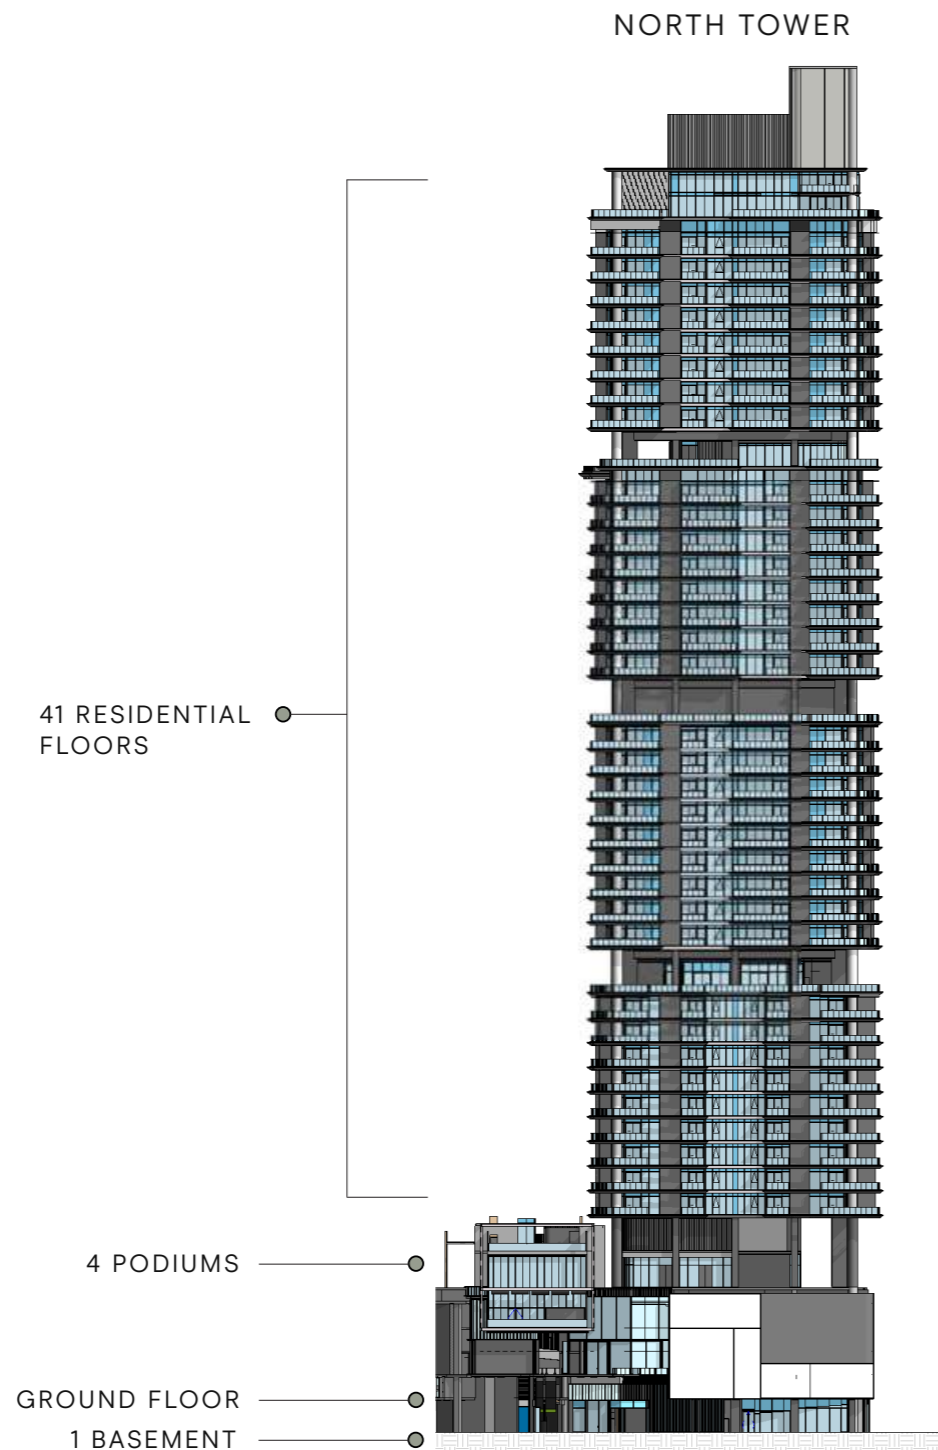 NORTH TOWER
41 RESIDENTIAL
FLOORS
4 PODIUMS
GROUND FLOOR
1 BASEMENT